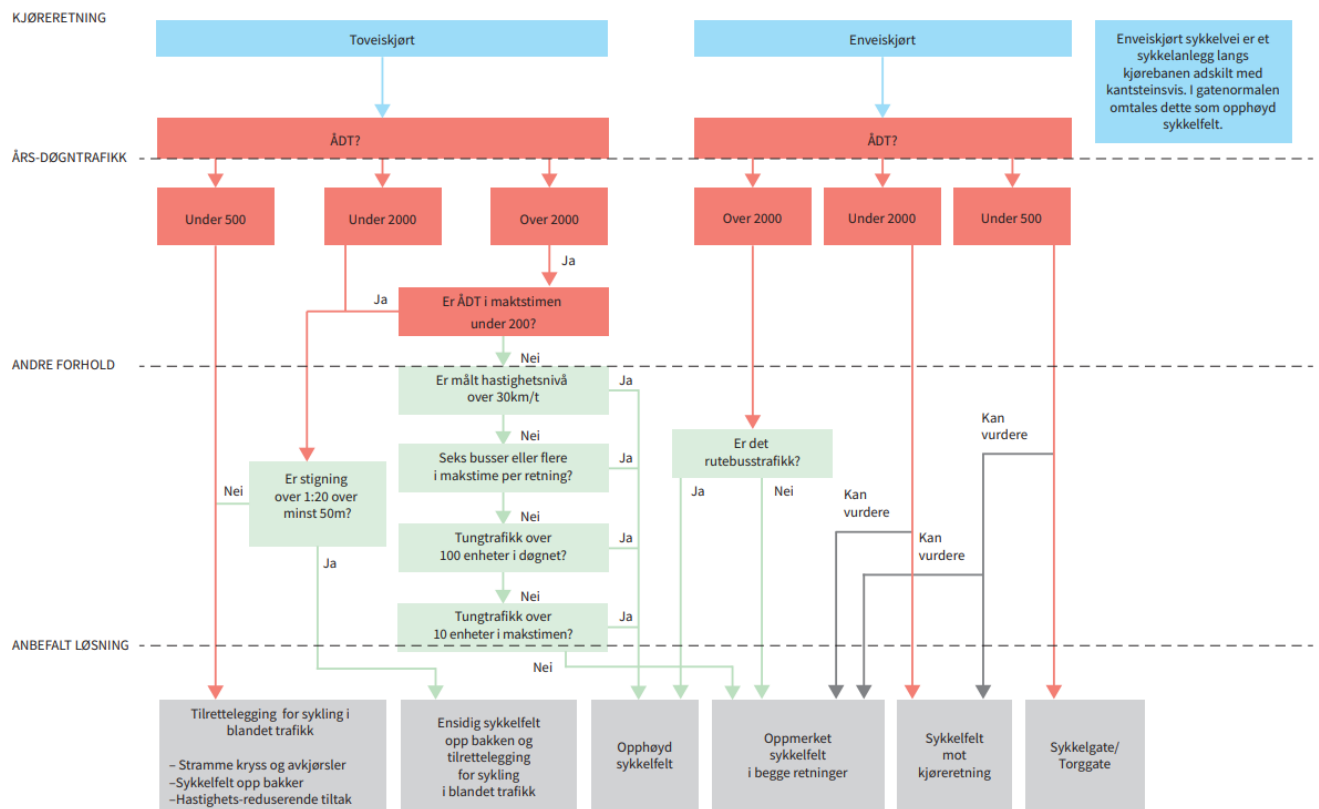 KJØRERETNING
Toveiskjørt
Enveiskjørt
Enveiskjørt sykkelvei er et
sykkelanlegg langs
kjørebanen adskilt med
kantsteinsvis. I gatenormalen
omtales dette som opphøyd
sykkelfelt.
ÅDT?
ÅDT?
ÅRS-DØGNTRAFIKK
Under 500
Under 2000
Over 2000
Over 2000
Under 2000
Under 500
Ja
Ja
Er ÅDT i maktstimen
under 200?
Nei
ANDRE FORHOLD
Er målt hastighetsnivå
over 30km/t
Ja
Nei
Kan
vurdere
Er det
rutebusstrafikk?
Seks busser eller flere
i makstime per retning?
Ja
Er stigning
over 1:20 over
minst 50m?
Nei
Ja
Nei
Kan
vurdere
Nei
Tungtrafikk over
100 enheter i døgnet?
Ja
Kan
vurdere
Ja
Nei
Tungtrafikk over
10 enheter i makstimen?
Ja
ANBEFALT LØSNING
Nei
Tilrettelegging for sykling i
blandet trafikk
– Stramme kryss og avkjørsler
–Sykkelfelt opp bakker
–Hastighets-reduserende tiltak
Ensidig sykkelfelt
opp bakken og
tilrettelegging
for sykling
i blandet trafikk
Opphøyd
sykkelfelt
Oppmerket
sykkelfelt
i begge retninger
Sykkelfelt
mot
kjøreretning
Sykkelgate/
Torggate